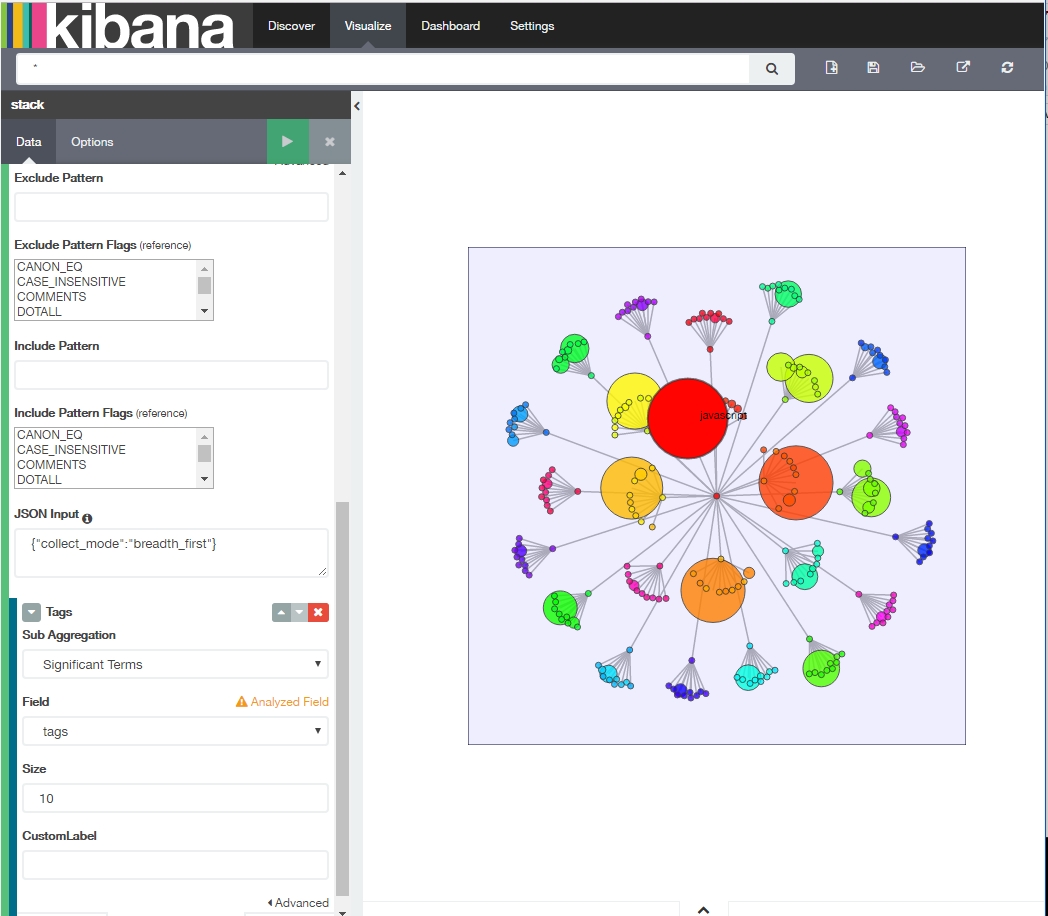 kibana
Discover
Visualize
Dashboard
Settings
*
stack
Data
Options
Exclude Pattern
Exclude Pattern Flags (reference)
CANON_EQ
CASE_INSENSITIVE
COMMENTS
DOTALL
Include Pattern
Include Pattern Flags (reference)
CANON_EQ
CASE_INSENSITIVE
COMMENTS
DOTALL
JSON Input
{"collect_mode":"breadth_first"}
Tags
Sub Aggregation
Significant Terms
Field
Analyzed Field
tags
Size
10
CustomLabel
Advanced
javascript